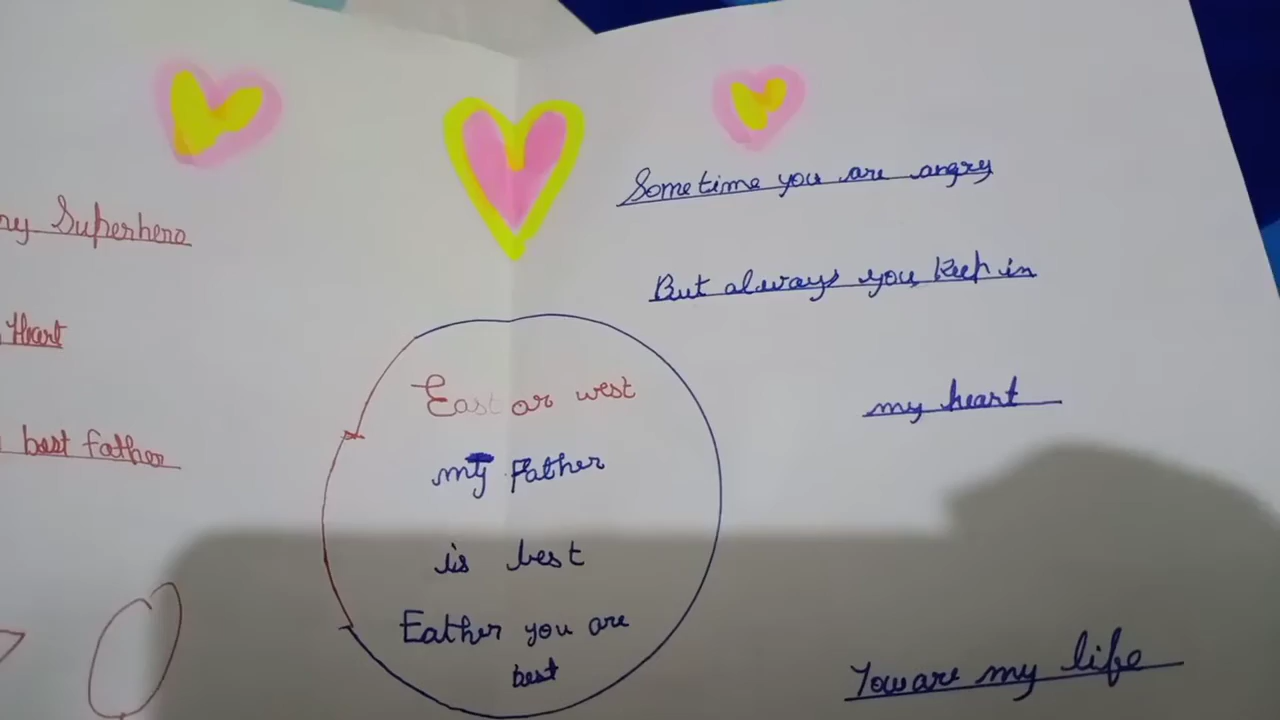 my Superhero
Heart
best father
East or west
my Father
is best
Eather you are
best
Sometime you are angry
But always you keep in
my heart
You are my life